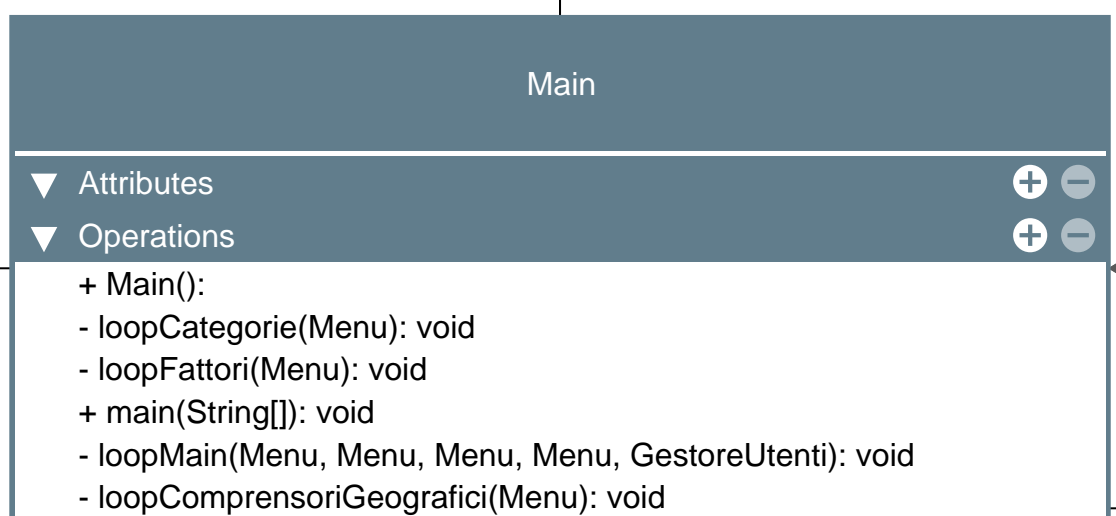 Main
Attributes
Operations
+ Main():
- loopCategorie(Menu): void
- loopFattori(Menu): void
+ main(String[]): void
- loopMain(Menu, Menu, Menu, Menu, GestoreUtenti): void
- loopComprensoriGeografici(Menu): void